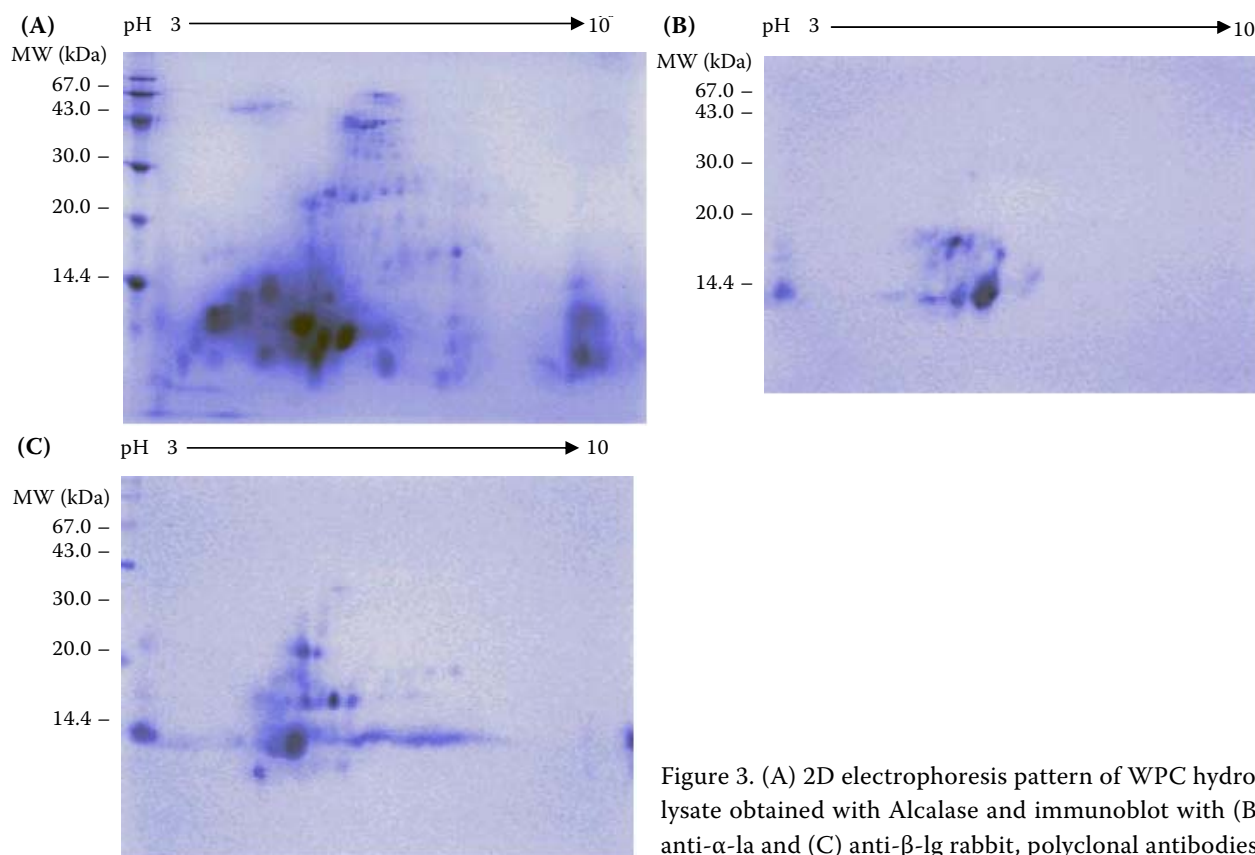 (A) pH 3 10
MW (kDa)
67.0 –
43.0 –
30.0 –
20.0 –
14.4 –
(B) pH 3 10
MW (kDa)
67.0 –
43.0 –
30.0 –
20.0 –
14.4 –
(C) pH 3 10
MW (kDa)
67.0 –
43.0 –
30.0 –
20.0 –
14.4 –
Figure 3. (A) 2D electrophoresis pattern of WPC hydro
lysate obtained with Alcalase and immunoblot with (B
anti-α-la and (C) anti-β-lg rabbit, polyclonal antibodies